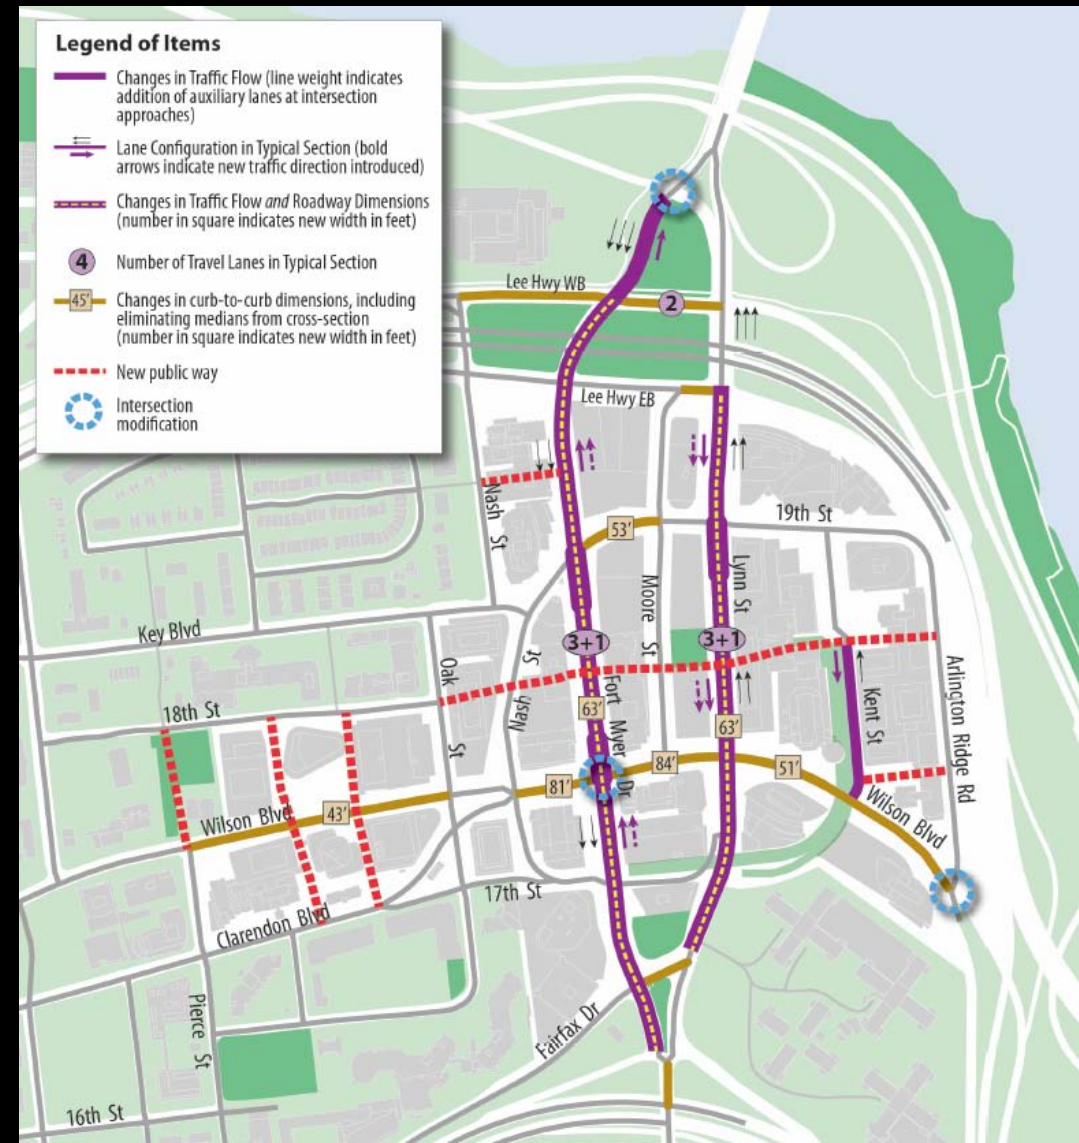 Legend of Items
Changes in Traffic Flow (line weight indicates
addition of auxiliary lanes at intersection
approaches)
Lane Configuration in Typical Section (bold
arrows indicate new traffic direction introduced)
Changes in Traffic Flow and Roadway Dimensions
(number in square indicates new width in feet)
4
Number of Travel Lanes in Typical Section
45'
Changes in curb-to-curb dimensions, including
eliminating medians from cross-section
(number in square indicates new width in feet)
New public way
Intersection
modification
Lee Hwy WB
2
Lee Hwy EB
Nash St
53'
19th St
Moore St
Lynn St
Key Blvd
3+1
3+1
Oak St
Nash St
Fort Myer Dr
Kent St
Arlington Ridge Rd
18th St
63'
63'
84'
51'
81'
43'
Wilson Blvd
Wilson Blvd
17th St
Clarendon Blvd
Pierce St
Fairfax Dr
16th St